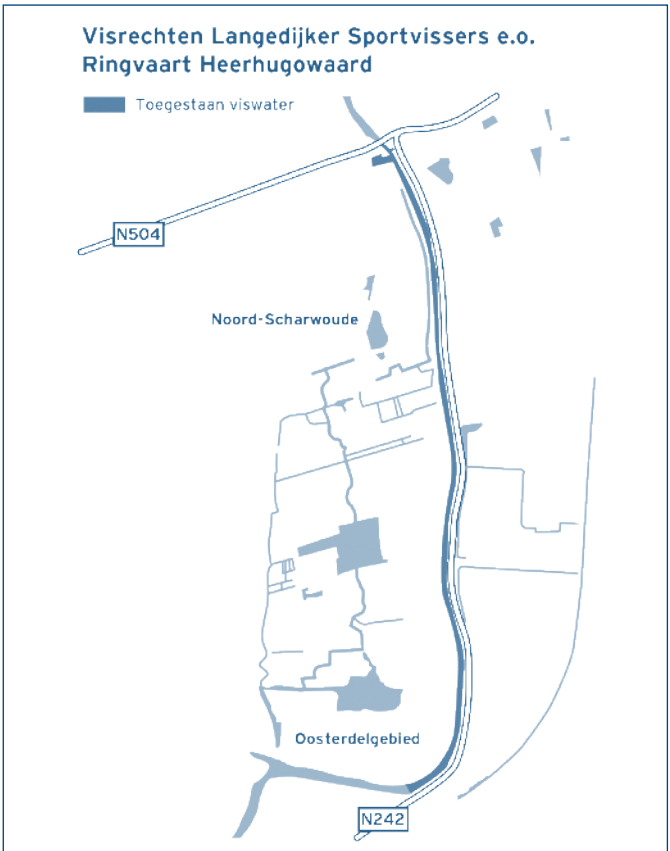 Visrechten Langedijker Sportvissers e.o.
Ringvaart Heerhugowaard
Toegestaan viswater
N504
Noord-Scharwoude
Oosterdelgebied
N242